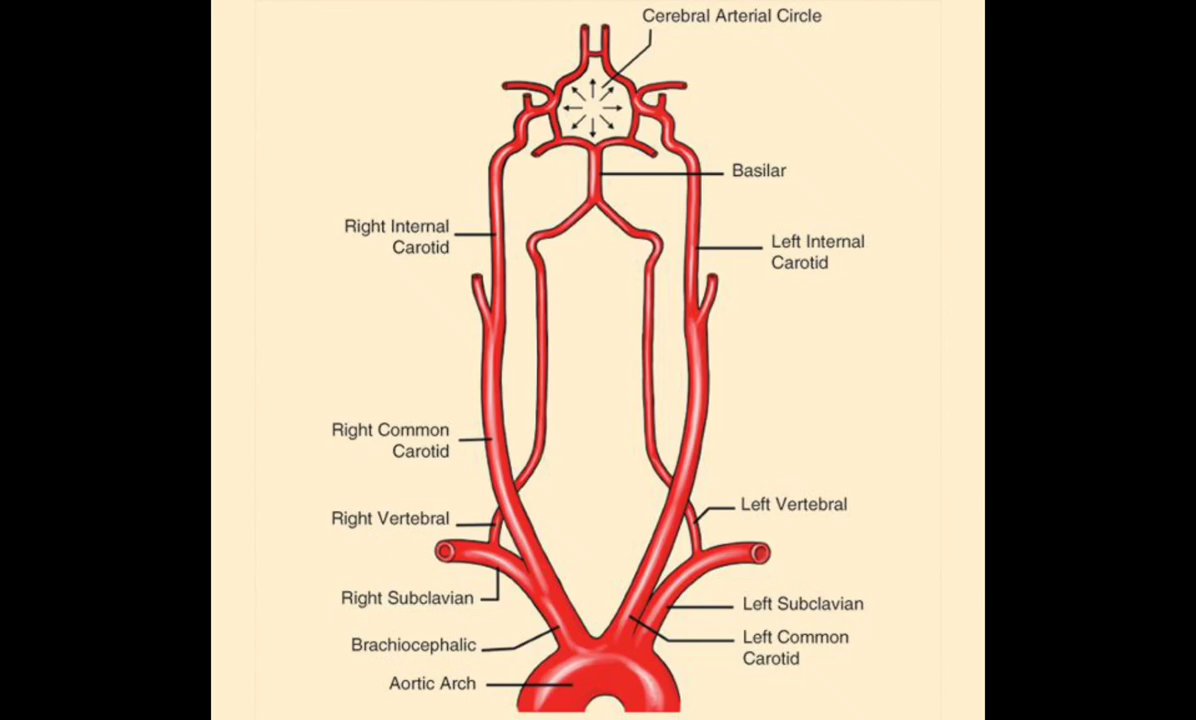 Cerebral Arterial Circle
Basilar
Right Internal
Carotid
Left Internal
Carotid
Right Common
Carotid
Left Vertebral
Right Vertebral
Right Subclavian
Left Subclavian
Brachiocephalic
Left Common
Carotid
Aortic Arch